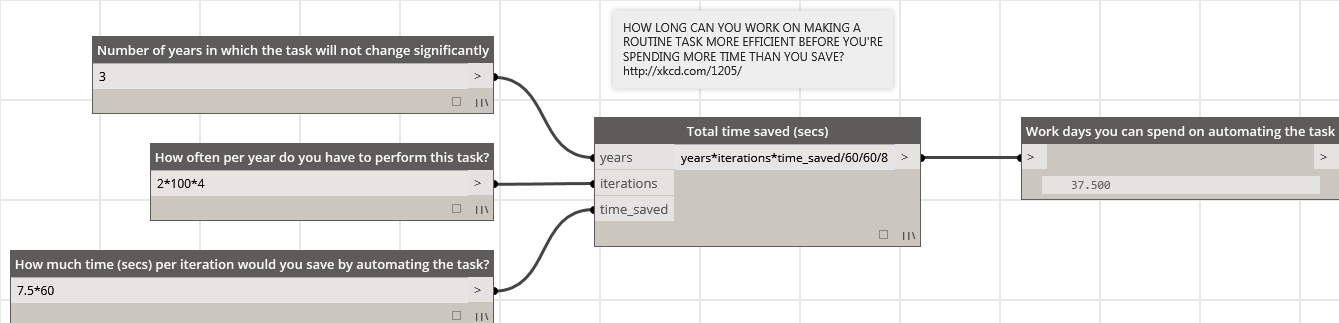 HOW LONG CAN YOU WORK ON MAKING A
ROUTINE TASK MORE EFFICIENT BEFORE YOU'RE
SPENDING MORE TIME THAN YOU SAVE?
http://xkcd.com/1205/
Number of years in which the task will not change significantly
3 >
How often per year do you have to perform this task?
2*100*4 >
How much time (secs) per iteration would you save by automating the task?
7.5*60 >
Total time saved (secs)
years years*iterations*time_saved/60/60/8 >
iterations
time_saved
Work days you can spend on automating the task
> >
37.500